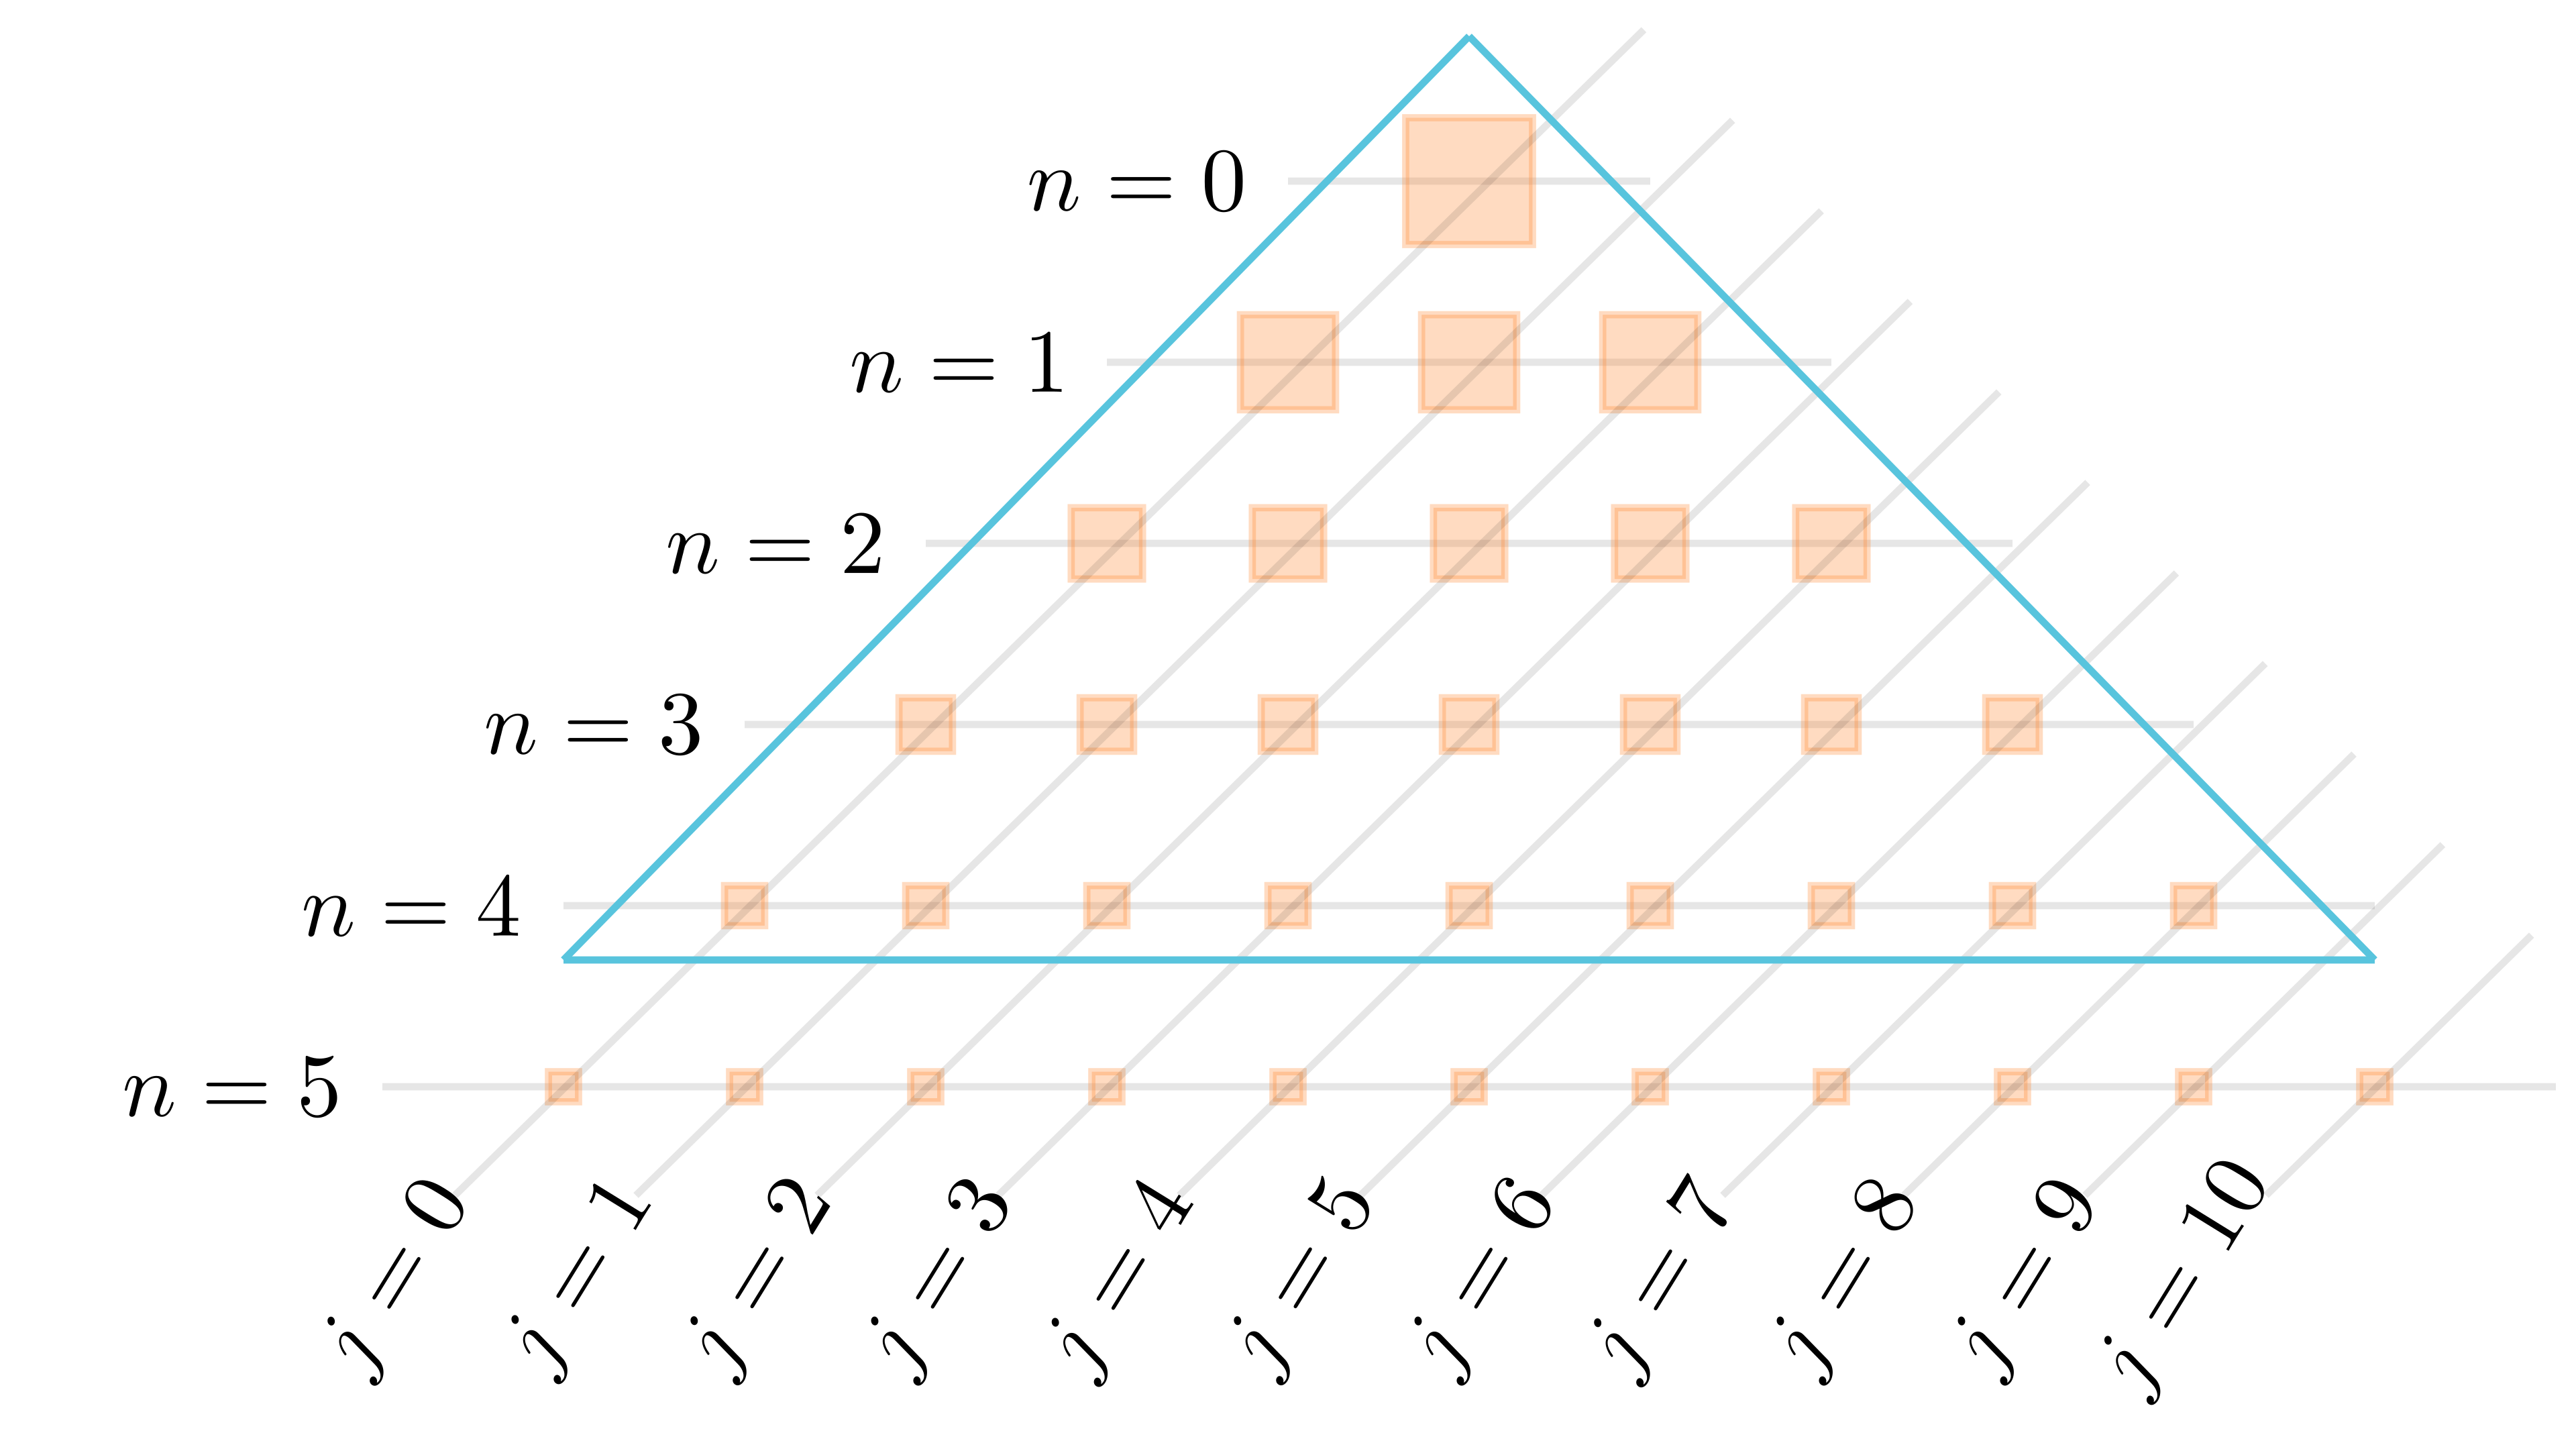 n = 0
n = 1
n = 2
n = 3
n = 4
n = 5
j = 0
j = 1
j = 2
j = 3
j = 4
j = 5
j = 6
j = 7
j = 8
j = 9
j = 10